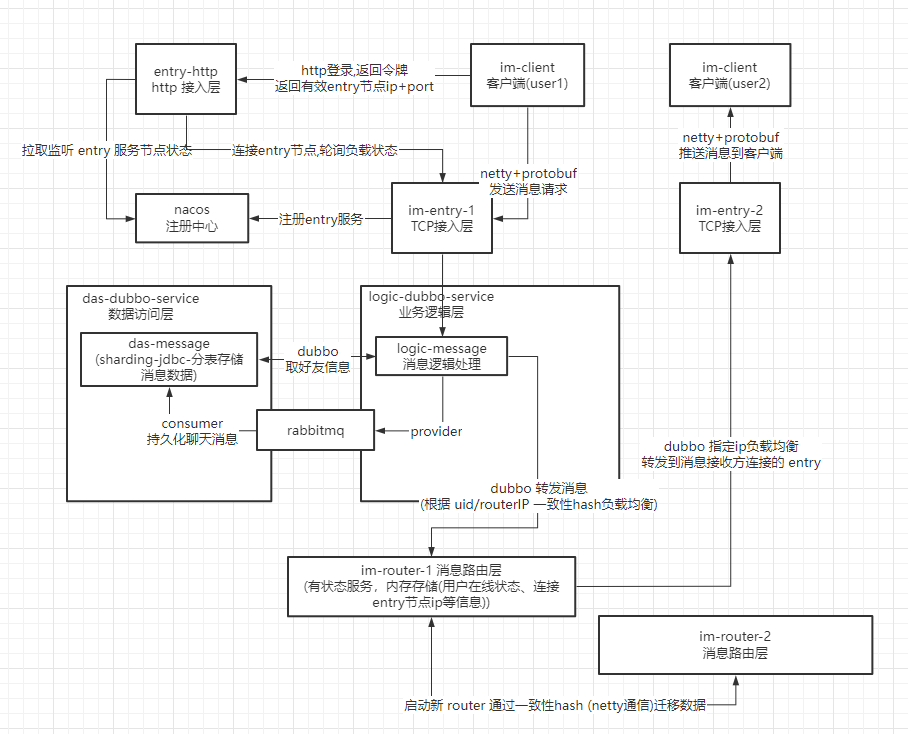 entry-http
http 接入层
http登录,返回令牌
返回有效entry节点ip+port
im-client
客户端(user1)
im-client
客户端(user2)
拉取监听 entry 服务节点状态
连接entry节点,轮询负载状态
netty+protobuf
发送消息请求
netty+protobuf
推送消息到客户端
nacos
注册中心
注册entry服务
im-entry-1
TCP接入层
im-entry-2
TCP接入层
das-dubbo-service
数据访问层
logic-dubbo-service
业务逻辑层
das-message
(sharding-jdbc-分表存储
消息数据)
dubbo
取好友信息
logic-message
消息逻辑处理
consumer
持久化聊天消息
rabbitmq
provider
dubbo 指定ip负载均衡
转发到消息接收方连接的 entry
dubbo 转发消息
(根据 uid/routerIP 一致性hash负载均衡)
im-router-1 消息路由层
(有状态服务，内存存储(用户在线状态、连接
entry节点ip等信息))
im-router-2
消息路由层
启动新 router 通过一致性hash (netty通信)迁移数据